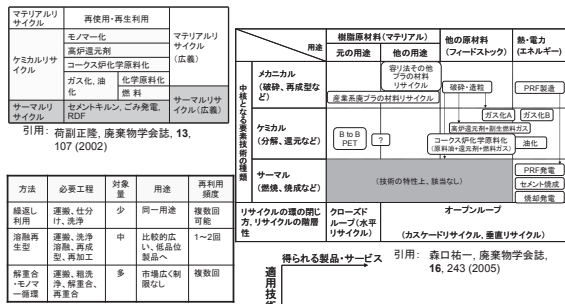 マテリアルリサイクル
再使用・再生利用
マテリアルリサイクル(広義)
ケミカルリサイクル
モノマー化
高炉還元剤
コークス炉化学原料化
ガス化, 油化
化学原料化
燃 料
サーマルリサイクル
セメントキルン、ごみ発電,
RDF
サーマルリサイクル(広義)
引用: 荷副正隆, 廃棄物学会誌, 13,
107 (2002)
方法
必要工程
対象量
用途
再利用頻度
繰返し利用
運搬、仕分け、洗浄
少
同一用途
複数回可能
溶融再生型
運搬、洗浄溶融、再成型、再加工
中
比較的広い、低品位製品へ
1~2回
解重合・モノマー循環
運搬、粗洗浄、解重合、再重合
多
市場広く制限なし
複数回
用途
樹脂原材料(マテリアル)
元の用途
他の用途
他の原材料
(フィードストック)
熱・電力
(エネルギー)
中核となる要素技術の種類
メカニカル
(破砕、再成型など)
容リ法その他
プラの材料
リサイクル
産業系廃プラの材料リサイクル
破砕・造粒
PRF製造
ケミカル
(分解、還元など)
B to B
PET
?
ガス化A
ガス化B
高炉還元剤+副生燃料ガス
コークス炉化学原料化
(原料油+還元剤+燃料ガス)
油化
サーマル
(燃焼、焼成など)
(技術の特性上、該当なし)
PRF発電
セメント焼成
焼却発電
リサイクルの環の閉じ方, リサイクルの階層性
クローズドループ(水平リサイクル)
オープンループ
(カスケードリサイクル, 垂直リサイクル)
得られる製品・サービス
引用: 森口祐一, 廃棄物学会誌,
16, 243 (2005)
適用技術